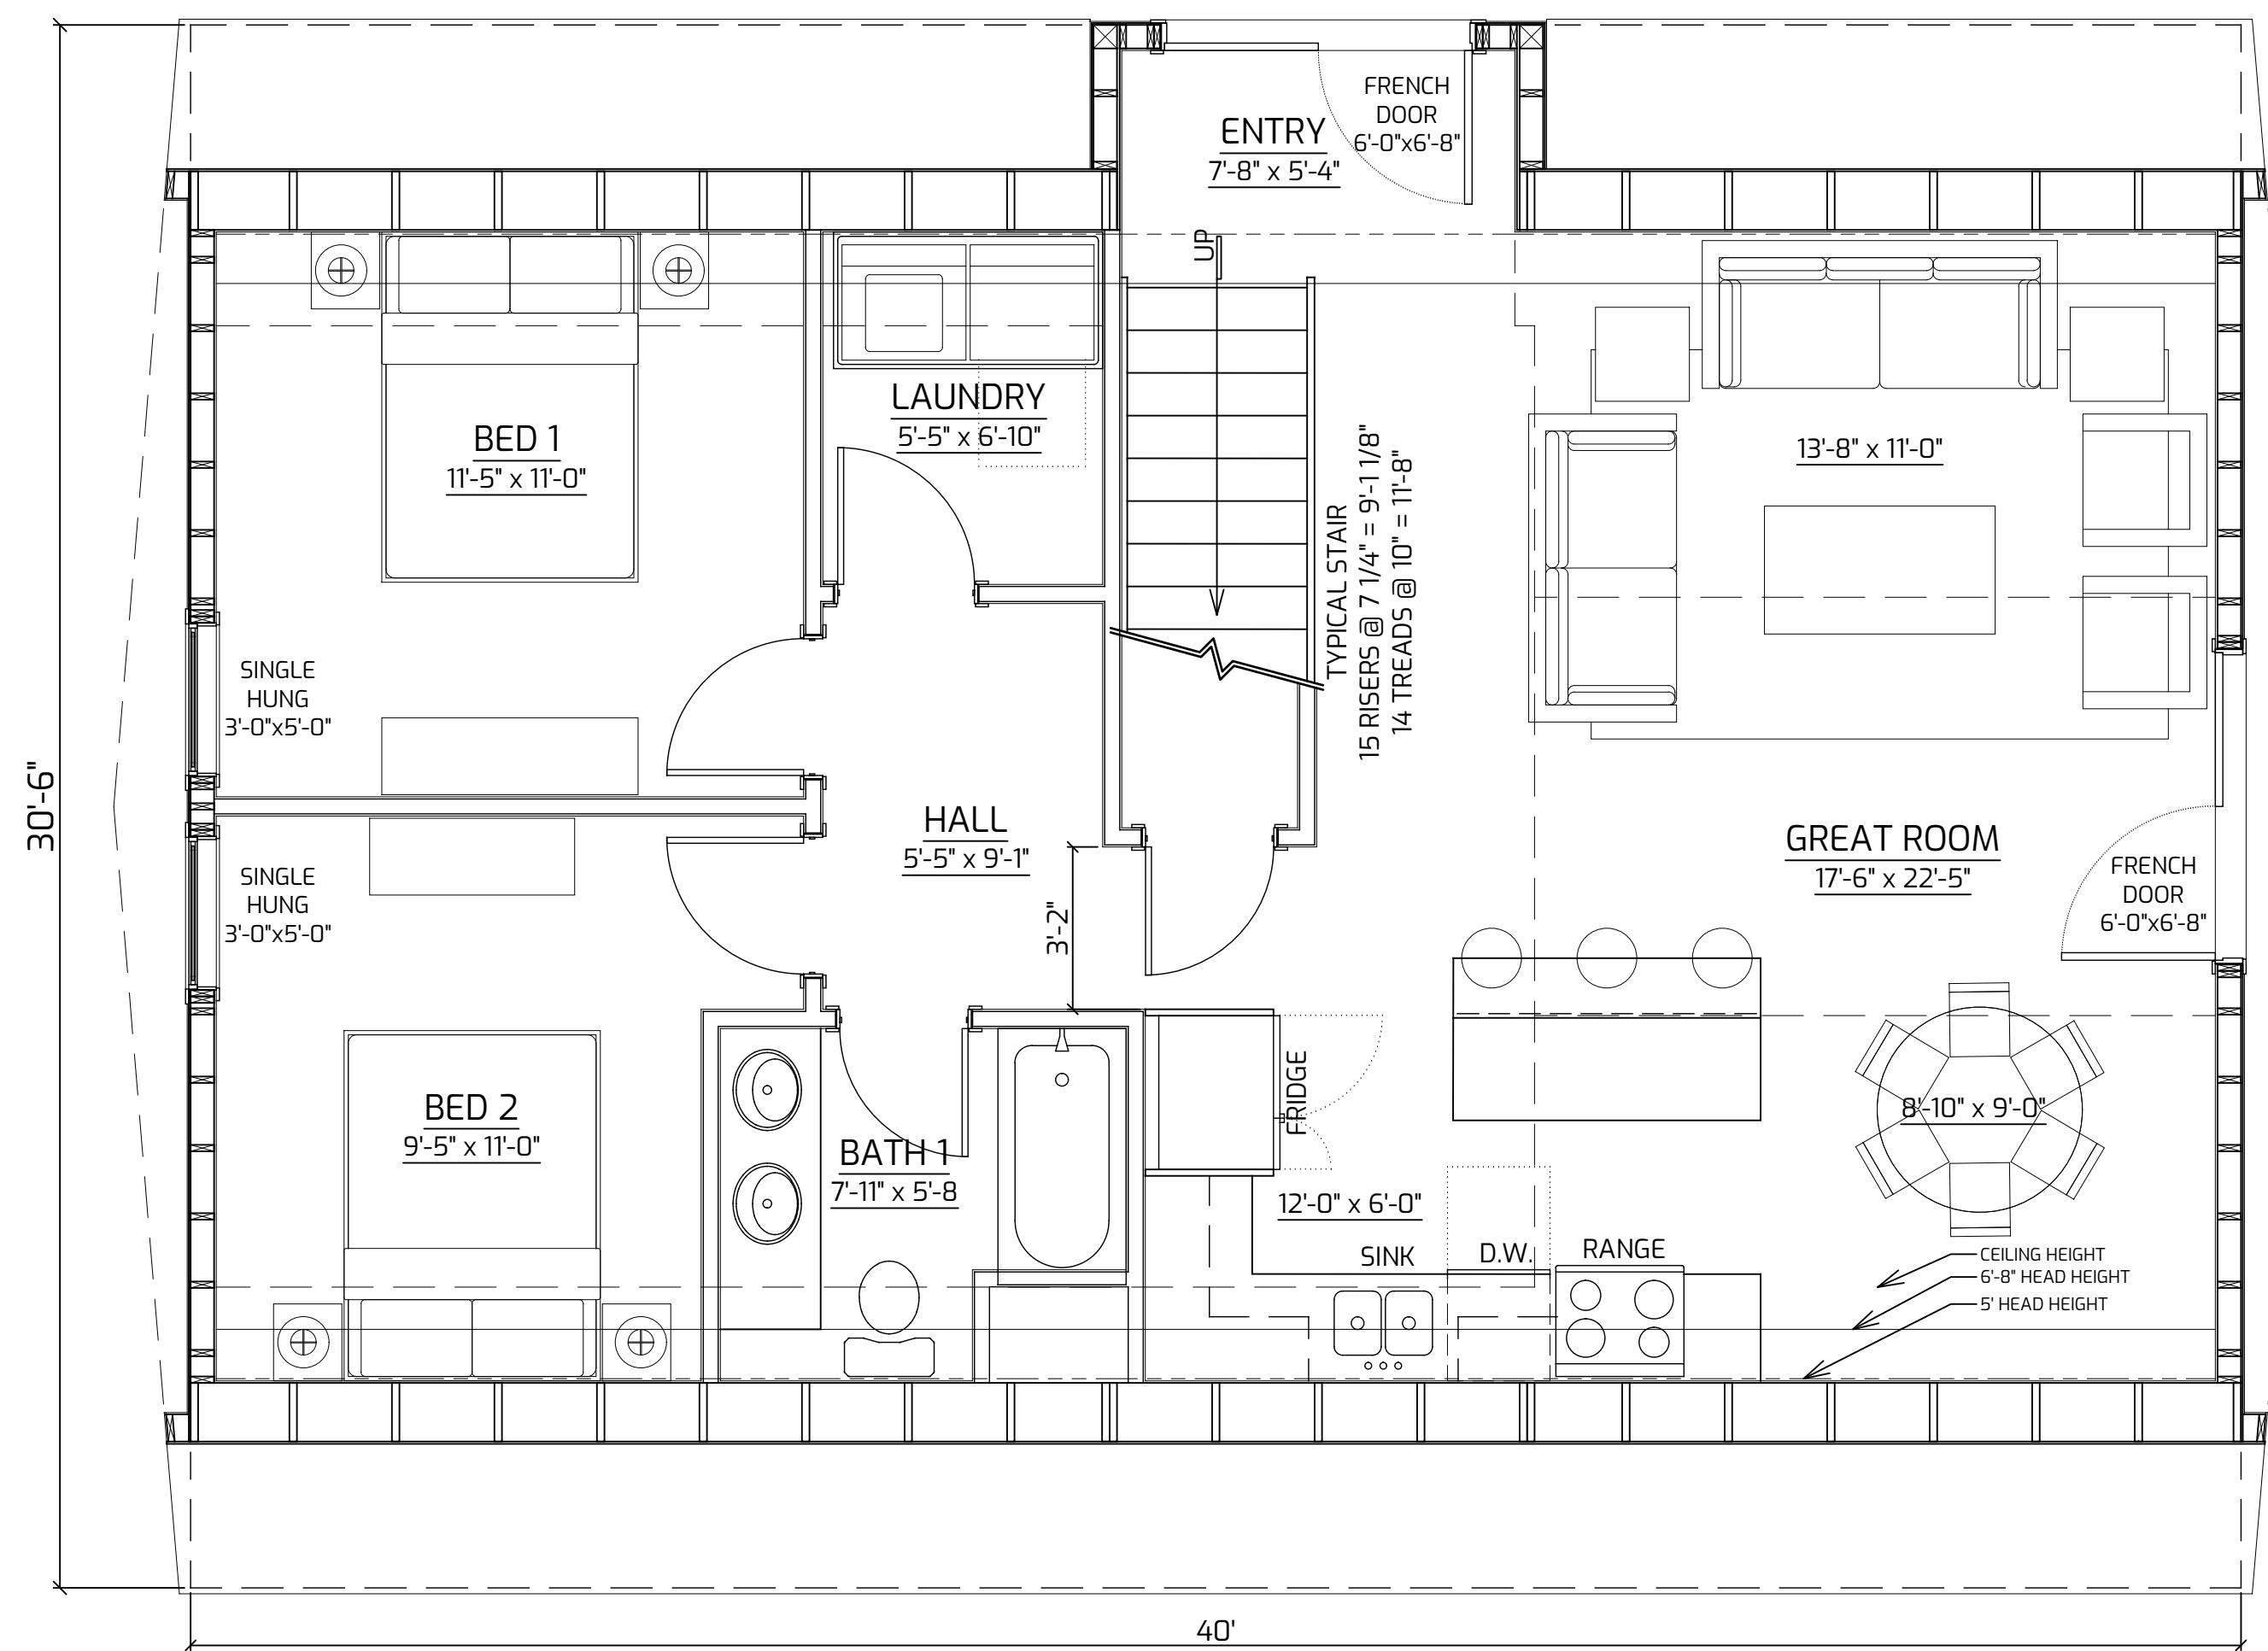 FRENCH
DOOR
6'-0"x6'-8"
ENTRY
7'-8" x 5'-4"
UP
LAUNDRY
5'-5" x 6'-10"
BED 1
11'-5" x 11'-0"
13'-8" x 11'-0"
TYPICAL STAIR
15 RISERS @ 7 1/4" = 9'-1 1/8"
14 TREADS @ 10" = 11'-8"
SINGLE
HUNG
3'-0"x5'-0"
30'-6"
HALL
5'-5" x 9'-1"
GREAT ROOM
17'-6" x 22'-5"
FRENCH
DOOR
6'-0"x6'-8"
SINGLE
HUNG
3'-0"x5'-0"
3'-2"
FRIDGE
BED 2
9'-5" x 11'-0"
BATH 1
7'-11" x 5'-8
8'-10" x 9'-0"
12'-0" x 6'-0"
SINK
D.W.
RANGE
CEILING HEIGHT
6'-8" HEAD HEIGHT
5' HEAD HEIGHT
40'